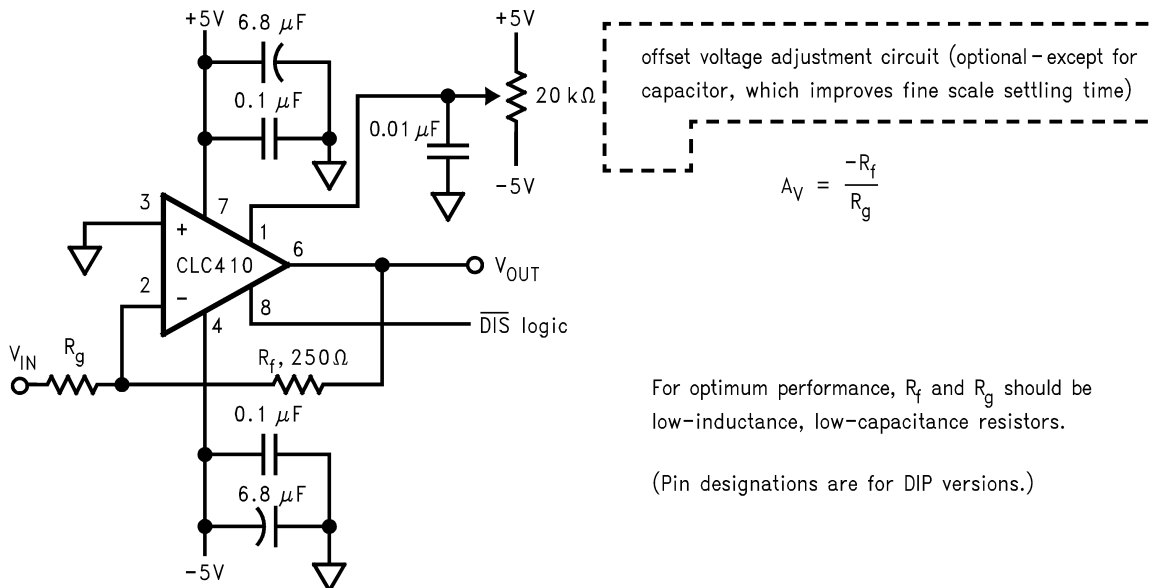 +5V
6.8 μF
0.1 μF
+5V
20 kΩ
0.01 μF
-5V
offset voltage adjustment circuit (optional-except for
capacitor, which improves fine scale settling time)
A_V = -R_f / R_g
3
7
1
+
CLC410
6
V_OUT
2
-
8
4
D̅I̅S̅ logic
V_IN
R_g
R_f, 250Ω
0.1 μF
6.8 μF
-5V
For optimum performance, R_f and R_g should be
low-inductance, low-capacitance resistors.
(Pin designations are for DIP versions.)